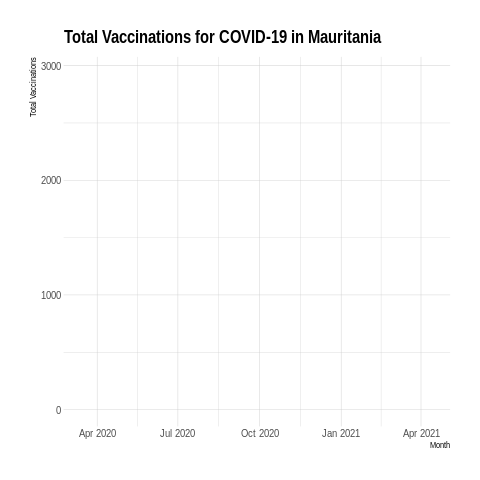 Total Vaccinations for COVID-19 in Mauritania
Total Vaccinations
3000
2000
1000
0
Apr 2020 Jul 2020 Oct 2020 Jan 2021 Apr 2021
Month